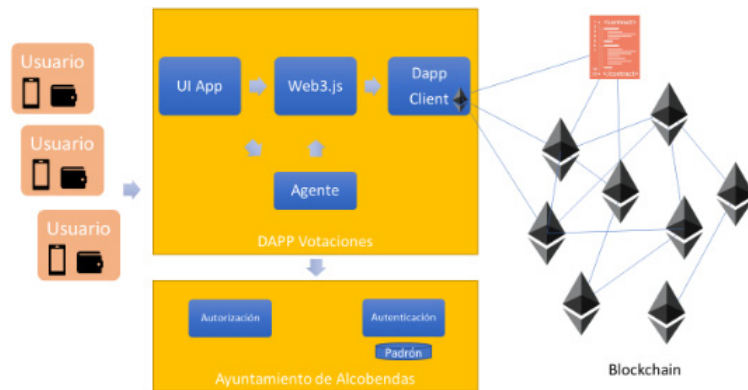 Usuario
Usuario
Usuario
UI App
Web3.js
Dapp
Client
Agente
DAPP Votaciones
Autorización
Autenticación
Padrón
Ayuntamiento de Alcobendas
</contract>
Blockchain